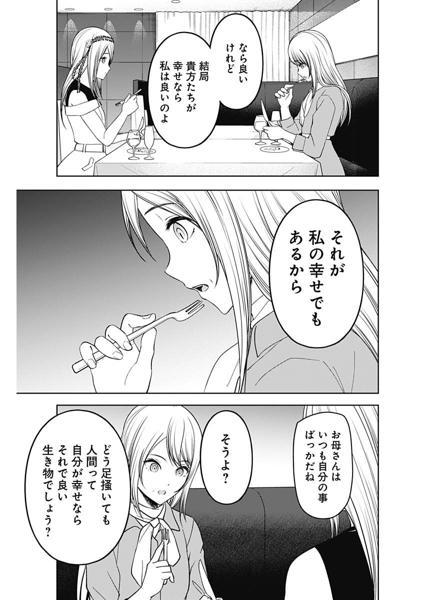 なら良い
けれど
結局
貴方たちが
幸せなら
私は良いのよ
それが
私の幸せでも
あるから
お母さんは
いつも自分の事
ばっかだね
そうよ?
どう足掻いても
人間って
自分が幸せなら
それで良い
生き物でしょう?